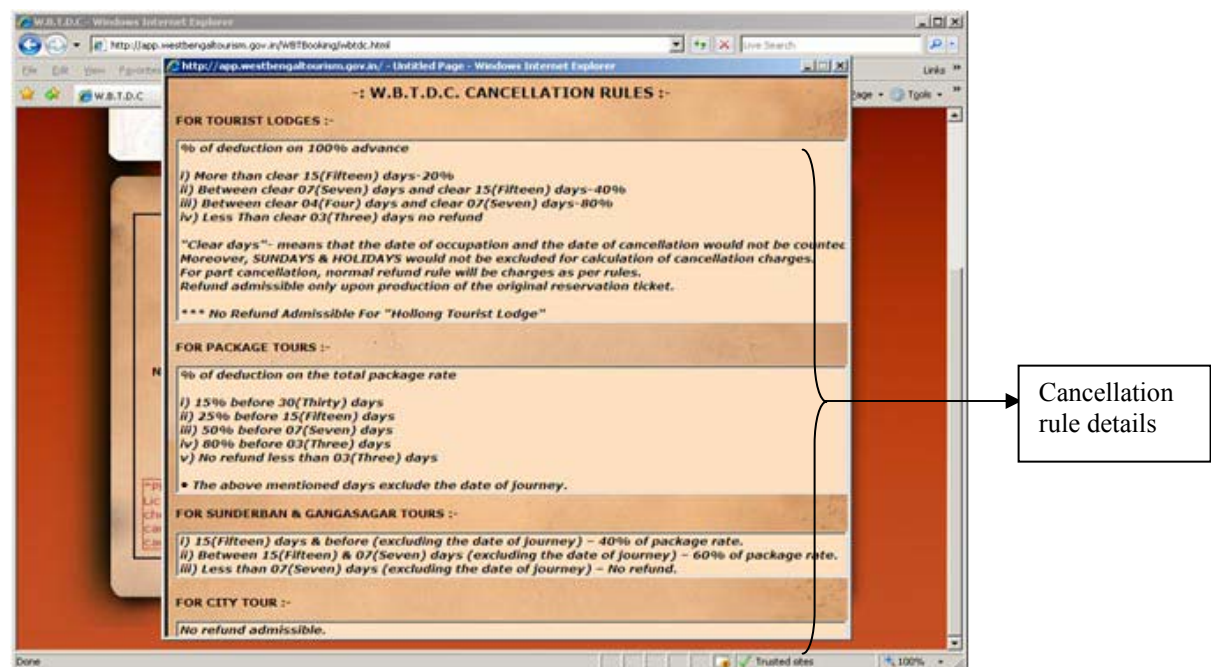 W.B.T.D.C - Windows Internet Explorer
http://app.westbengaltourism.gov.in/WBTBooking/wbtdc.html
Live Search
File Edit View Favorites
Links »
W.B.T.D.C
Page Tools »
http://app.westbengaltourism.gov.in/ - Untitled Page - Windows Internet Explorer
-: W.B.T.D.C. CANCELLATION RULES :-
FOR TOURIST LODGES :-
% of deduction on 100% advance
i) More than clear 15(Fifteen) days-20%
ii) Between clear 07(Seven) days and clear 15(Fifteen) days-40%
iii) Between clear 04(Four) days and clear 07(Seven) days-80%
iv) Less Than clear 03(Three) days no refund
"Clear days"- means that the date of occupation and the date of cancellation would not be counted
Moreover, SUNDAYS & HOLIDAYS would not be excluded for calculation of cancellation charges.
For part cancellation, normal refund rule will be charges as per rules.
Refund admissible only upon production of the original reservation ticket.
*** No Refund Admissible For "Hollong Tourist Lodge"
FOR PACKAGE TOURS :-
% of deduction on the total package rate
i) 15% before 30(Thirty) days
ii) 25% before 15(Fifteen) days
iii) 50% before 07(Seven) days
iv) 80% before 03(Three) days
v) No refund less than 03(Three) days
• The above mentioned days exclude the date of journey.
FOR SUNDERBAN & GANGASAGAR TOURS :-
i) 15(Fifteen) days & before (excluding the date of journey) – 40% of package rate.
ii) Between 15(Fifteen) & 07(Seven) days (excluding the date of journey) – 60% of package rate.
iii) Less than 07(Seven) days (excluding the date of journey) – No refund.
FOR CITY TOUR :-
No refund admissible.
Cancellation
rule details
Done
Trusted sites
100%